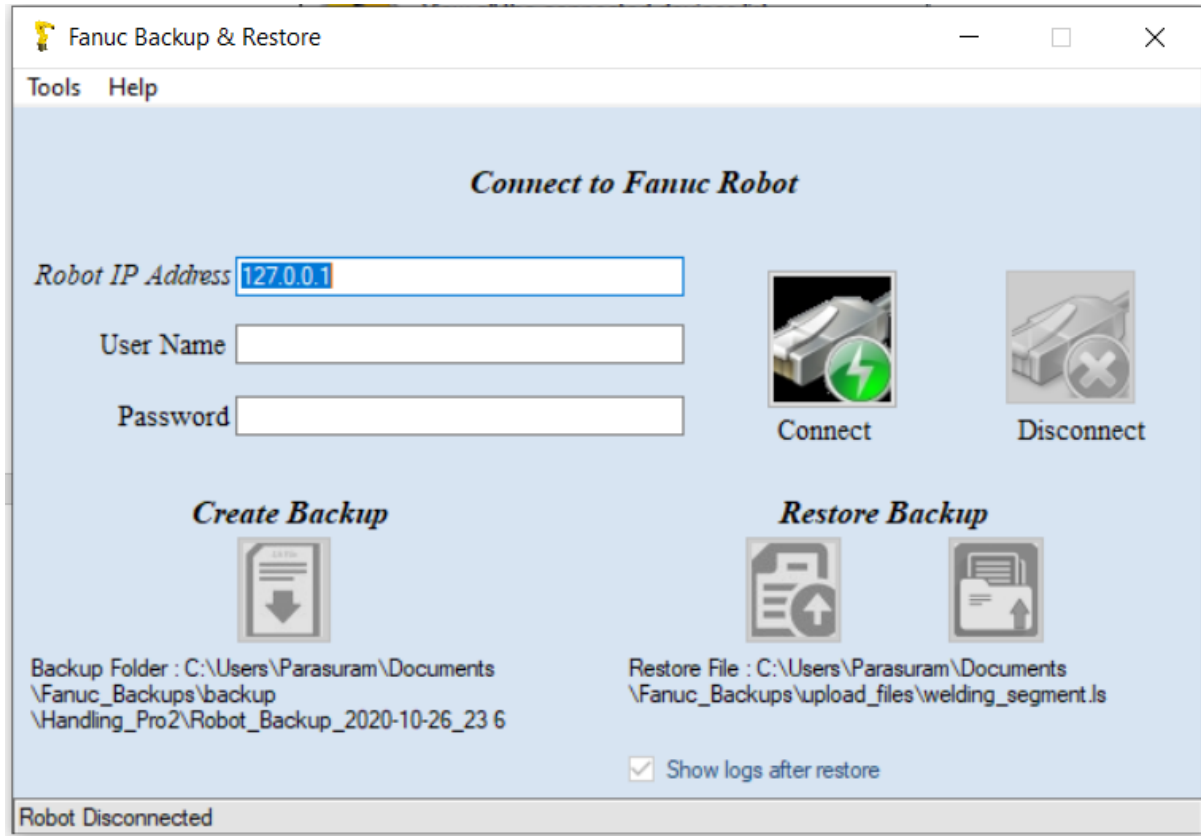 Fanuc Backup & Restore
Tools Help
Connect to Fanuc Robot
Robot IP Address 127.0.0.1
User Name
Password
Connect
Disconnect
Create Backup
Restore Backup
Backup Folder : C:\Users\Parasuram\Documents
\Fanuc_Backups\backup
\Handling_Pro2\Robot_Backup_2020-10-26_23 6
Restore File : C:\Users\Parasuram\Documents
\Fanuc_Backups\upload_files\welding_segment.ls
Show logs after restore
Robot Disconnected